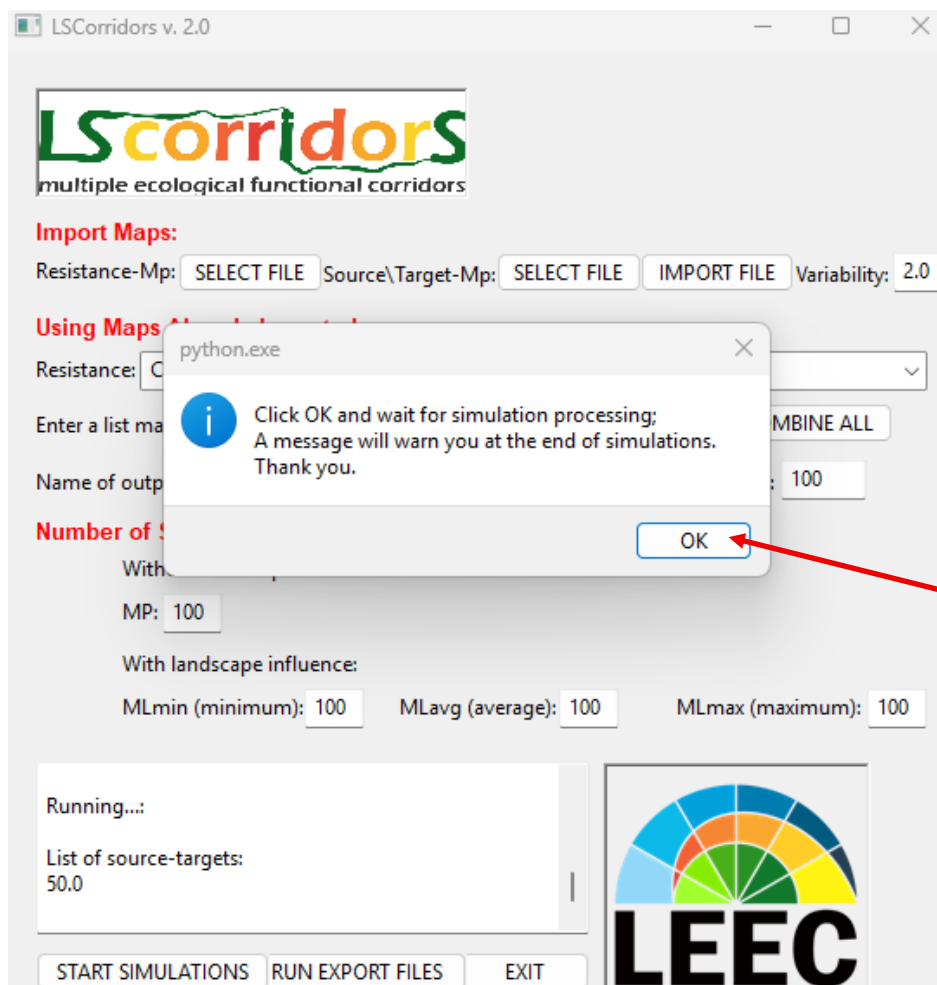 LSCorridors v. 2.0
LScorridorS
multiple ecological functional corridors
Import Maps:
Resistance-Mp: SELECT FILE Source\Target-Mp: SELECT FILE IMPORT FILE Variability: 2.0
Using Maps
Resistance: C
python.exe
Click OK and wait for simulation processing;
A message will warn you at the end of simulations.
Thank you.
OK
Enter a list ma MBINE ALL
Name of outp : 100
Number of
With
MP: 100
With landscape influence:
MLmin (minimum): 100 MLavg (average): 100 MLmax (maximum): 100
Running...:
List of source-targets:
50.0
START SIMULATIONS RUN EXPORT FILES EXIT
LEEC